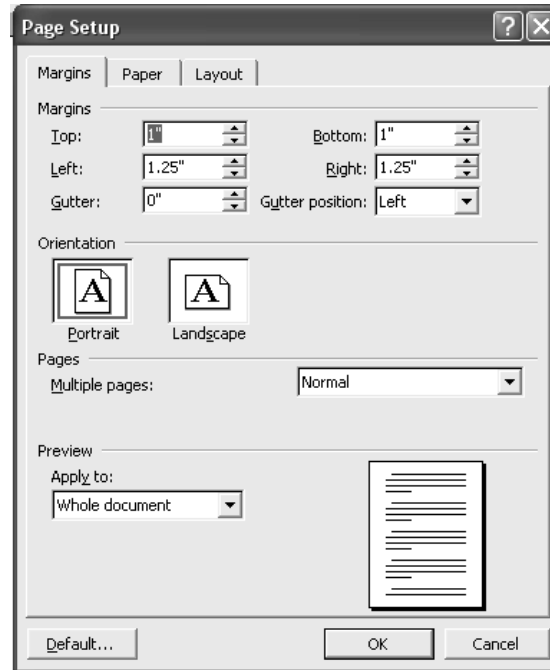 Page Setup
Margins Paper Layout
Margins
Top: 1" Bottom: 1"
Left: 1.25" Right: 1.25"
Gutter: 0" Gutter position: Left
Orientation
A A
Portrait Landscape
Pages
Multiple pages: Normal
Preview
Apply to:
Whole document
Default... OK Cancel